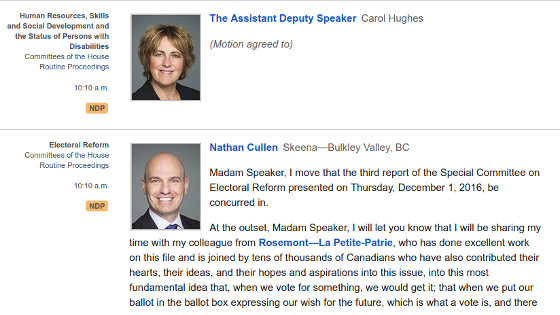 Human Resources, Skills
and Social Development and
the Status of Persons with
Disabilities
Committees of the House
Routine Proceedings
10:10 a.m.
NDP
The Assistant Deputy Speaker Carol Hughes
(Motion agreed to)
Electoral Reform
Committees of the House
Routine Proceedings
10:10 a.m.
NDP
Nathan Cullen Skeena—Bulkley Valley, BC
Madam Speaker, I move that the third report of the Special Committee on
Electoral Reform presented on Thursday, December 1, 2016, be
concurred in.
At the outset, Madam Speaker, I will let you know that I will be sharing my
time with my colleague from Rosemont—La Petite-Patrie, who has done excellent work
on this file and is joined by tens of thousands of Canadians who have also contributed their
hearts, their ideas, and their hopes and aspirations into this issue, into this most
fundamental idea that, when we vote for something, we would get it; that when we put our
ballot in the ballot box expressing our wish for the future, which is what a vote is, and there